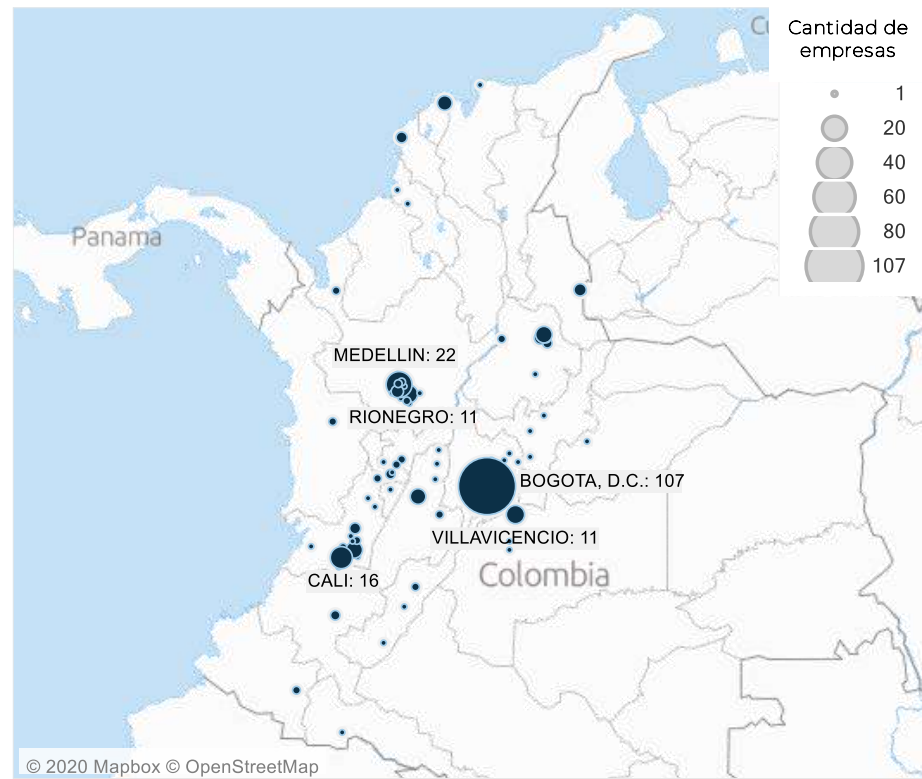 Cu
Cantidad de
empresas
1
20
40
60
80
107
Panama
MEDELLIN: 22
RIONEGRO: 11
BOGOTA, D.C.: 107
VILLAVICENCIO: 11
Colombia
CALI: 16
© 2020 Mapbox © OpenStreetMap